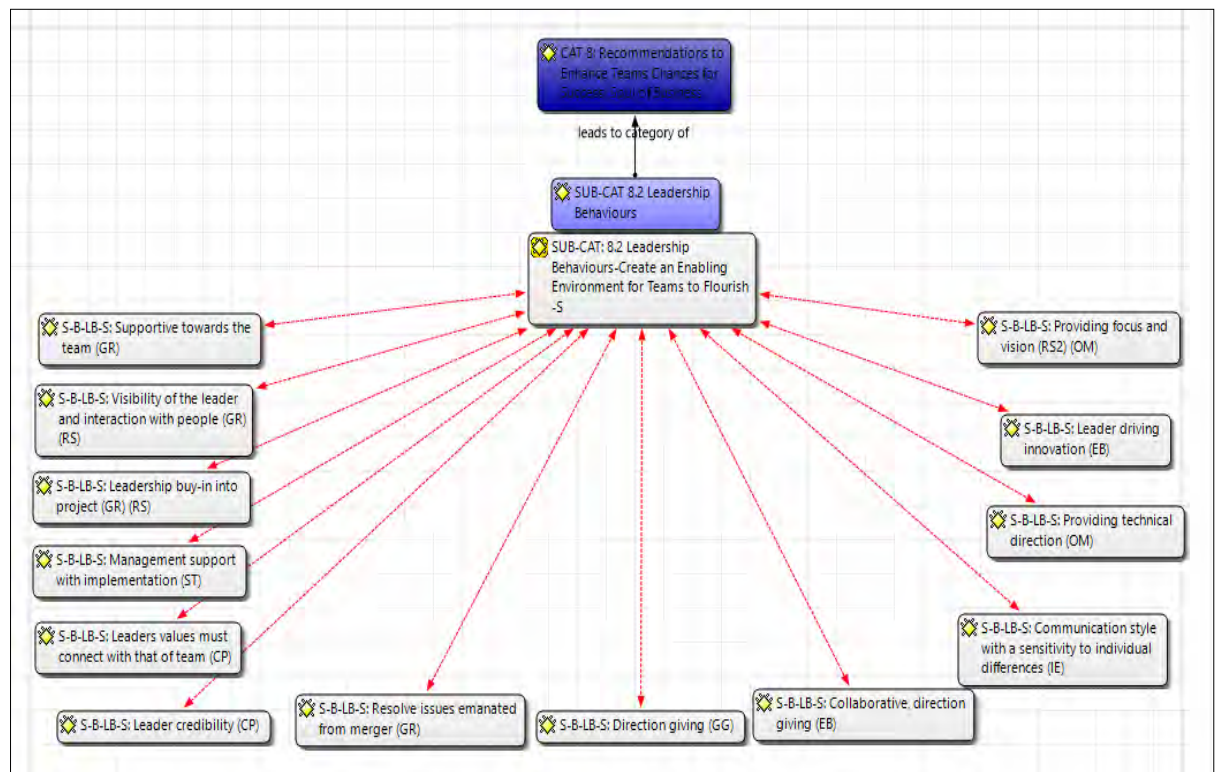 CAT 8: Recommendations to
Enhance Teams Chances for
Success
leads to category of
SUB-CAT 8.2 Leadership
Behaviours
SUB-CAT: 8.2 Leadership
Behaviours-Create an Enabling
Environment for Teams to Flourish
-S
S-B-LB-S: Supportive towards the
team (GR)
S-B-LB-S: Visibility of the leader
and interaction with people (GR)
(RS)
S-B-LB-S: Leadership buy-in into
project (GR) (RS)
S-B-LB-S: Management support
with implementation (ST)
S-B-LB-S: Leaders values must
connect with that of team (CP)
S-B-LB-S: Leader credibility (CP)
S-B-LB-S: Resolve issues emanated
from merger (GR)
S-B-LB-S: Direction giving (GG)
S-B-LB-S: Collaborative, direction
giving (EB)
S-B-LB-S: Communication style
with a sensitivity to individual
differences (IE)
S-B-LB-S: Providing technical
direction (OM)
S-B-LB-S: Leader driving
innovation (EB)
S-B-LB-S: Providing focus and
vision (RS2) (OM)